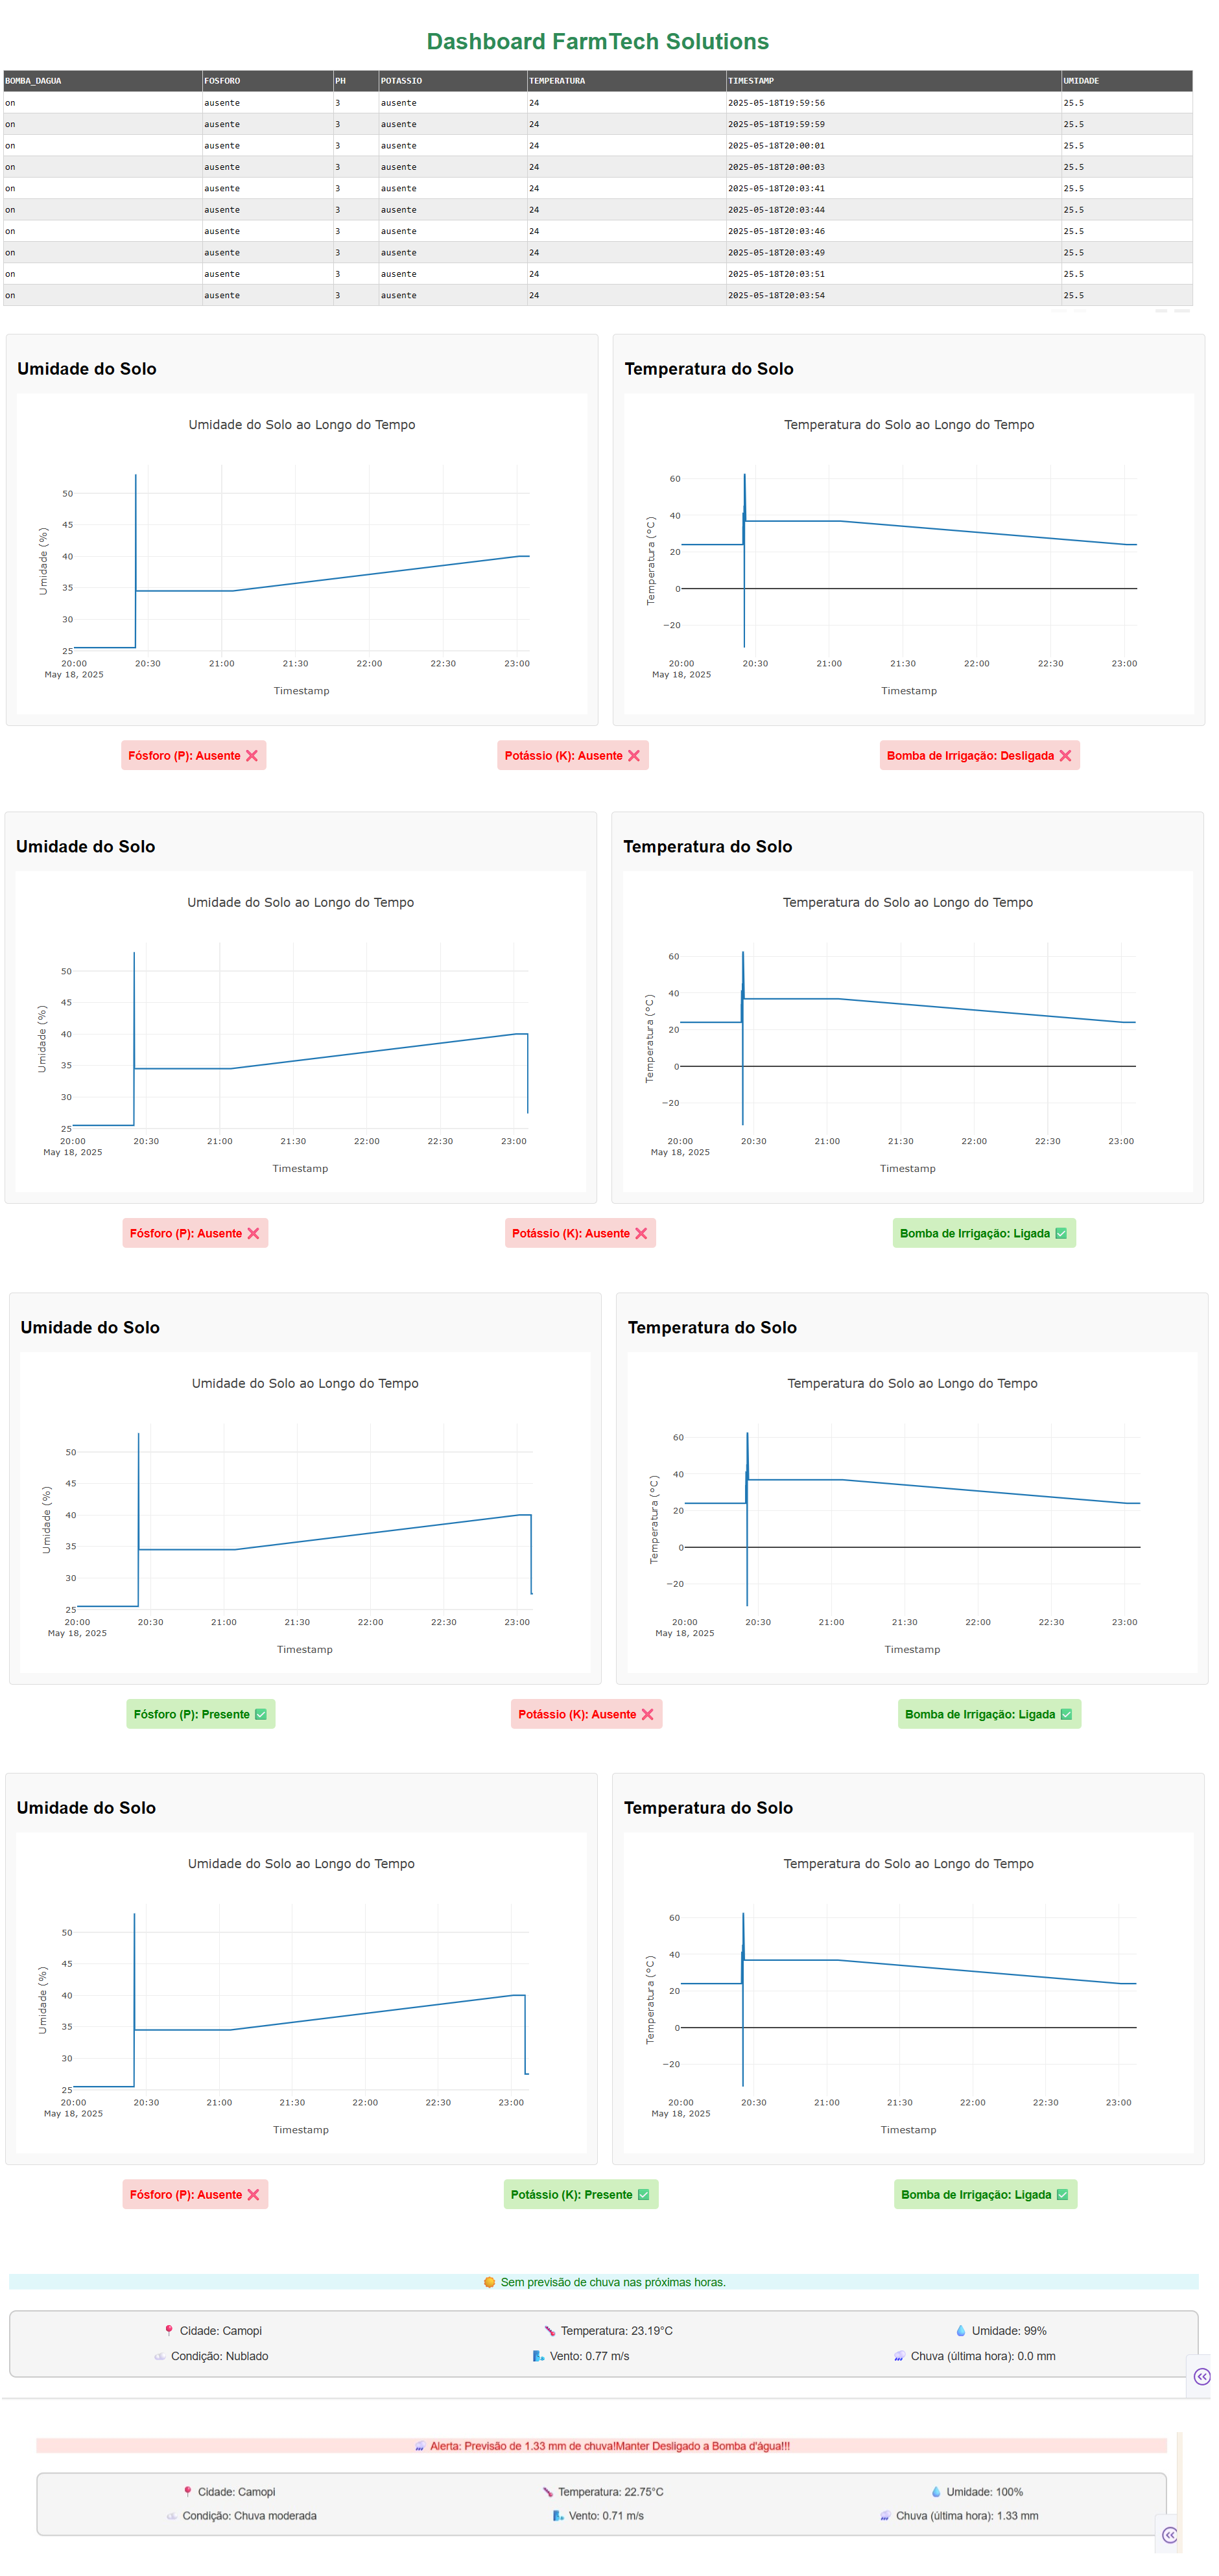 Dashboard FarmTech Solutions
BOMBA_DAGUA FOSFORO PH POTASSIO TEMPERATURA TIMESTAMP UMIDADE
on ausente 3 ausente 24 2025-05-18T19:59:56 25.5
on ausente 3 ausente 24 2025-05-18T19:59:59 25.5
on ausente 3 ausente 24 2025-05-18T20:00:01 25.5
on ausente 3 ausente 24 2025-05-18T20:00:03 25.5
on ausente 3 ausente 24 2025-05-18T20:03:41 25.5
on ausente 3 ausente 24 2025-05-18T20:03:44 25.5
on ausente 3 ausente 24 2025-05-18T20:03:46 25.5
on ausente 3 ausente 24 2025-05-18T20:03:49 25.5
on ausente 3 ausente 24 2025-05-18T20:03:51 25.5
on ausente 3 ausente 24 2025-05-18T20:03:54 25.5
Umidade do Solo
Umidade do Solo ao Longo do Tempo
Umidade (%)
50
45
40
35
30
25
20:00 20:30 21:00 21:30 22:00 22:30 23:00
May 18, 2025
Timestamp
Temperatura do Solo
Temperatura do Solo ao Longo do Tempo
Temperatura (°C)
60
40
20
0
−20
20:00 20:30 21:00 21:30 22:00 22:30 23:00
May 18, 2025
Timestamp
Fósforo (P): Ausente ❌ Potássio (K): Ausente ❌ Bomba de Irrigação: Desligada ❌
Umidade do Solo
Umidade do Solo ao Longo do Tempo
Umidade (%)
50
45
40
35
30
25
20:00 20:30 21:00 21:30 22:00 22:30 23:00
May 18, 2025
Timestamp
Temperatura do Solo
Temperatura do Solo ao Longo do Tempo
Temperatura (°C)
60
40
20
0
−20
20:00 20:30 21:00 21:30 22:00 22:30 23:00
May 18, 2025
Timestamp
Fósforo (P): Ausente ❌ Potássio (K): Ausente ❌ Bomba de Irrigação: Ligada ✅
Umidade do Solo
Umidade do Solo ao Longo do Tempo
Umidade (%)
50
45
40
35
30
25
20:00 20:30 21:00 21:30 22:00 22:30 23:00
May 18, 2025
Timestamp
Temperatura do Solo
Temperatura do Solo ao Longo do Tempo
Temperatura (°C)
60
40
20
0
−20
20:00 20:30 21:00 21:30 22:00 22:30 23:00
May 18, 2025
Timestamp
Fósforo (P): Presente ✅ Potássio (K): Ausente ❌ Bomba de Irrigação: Ligada ✅
Umidade do Solo
Umidade do Solo ao Longo do Tempo
Umidade (%)
50
45
40
35
30
25
20:00 20:30 21:00 21:30 22:00 22:30 23:00
May 18, 2025
Timestamp
Temperatura do Solo
Temperatura do Solo ao Longo do Tempo
Temperatura (°C)
60
40
20
0
−20
20:00 20:30 21:00 21:30 22:00 22:30 23:00
May 18, 2025
Timestamp
Fósforo (P): Ausente ❌ Potássio (K): Presente ✅ Bomba de Irrigação: Ligada ✅
Sem previsão de chuva nas próximas horas.
Cidade: Camopi Temperatura: 23.19°C Umidade: 99%
Condição: Nublado Vento: 0.77 m/s Chuva (última hora): 0.0 mm
Alerta: Previsão de 1.33 mm de chuva!Manter Desligado a Bomba d'água!!!
Cidade: Camopi Temperatura: 22.75°C Umidade: 100%
Condição: Chuva moderada Vento: 0.71 m/s Chuva (última hora): 1.33 mm